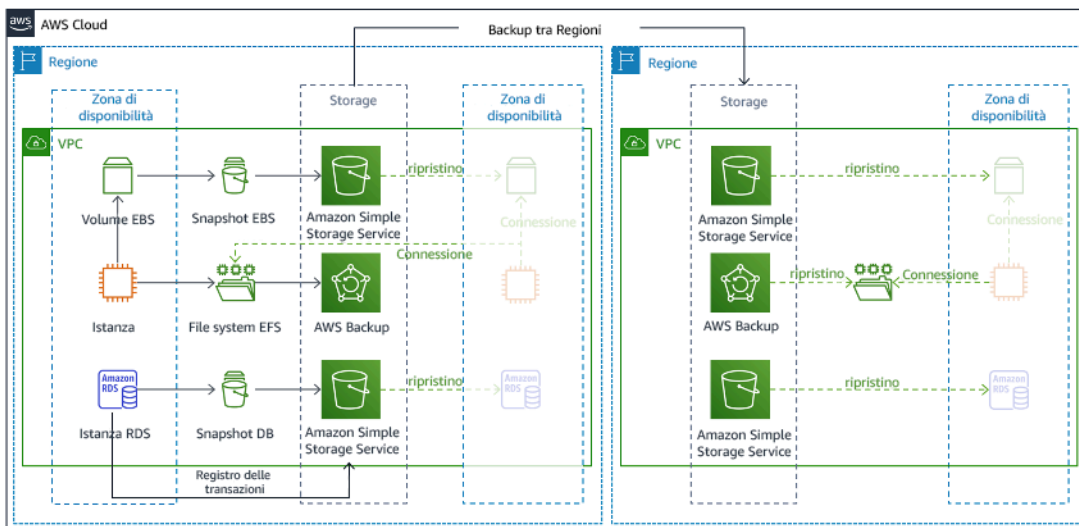 aws
AWS Cloud
Backup tra Regioni
Regione
Zona di
disponibilità
Storage
Zona di
disponibilità
VPC
ripristino
Volume EBS
Snapshot EBS
Amazon Simple
Storage Service
Connessione
Connessione
Istanza
File system EFS
AWS Backup
Amazon
RDS
ripristino
Amazon
RDS
Istanza RDS
Snapshot DB
Amazon Simple
Storage Service
Registro delle
transazioni
Regione
Storage
Zona di
disponibilità
VPC
ripristino
Amazon Simple
Storage Service
Connessione
ripristino
Connessione
AWS Backup
ripristino
Amazon
RDS
Amazon Simple
Storage Service